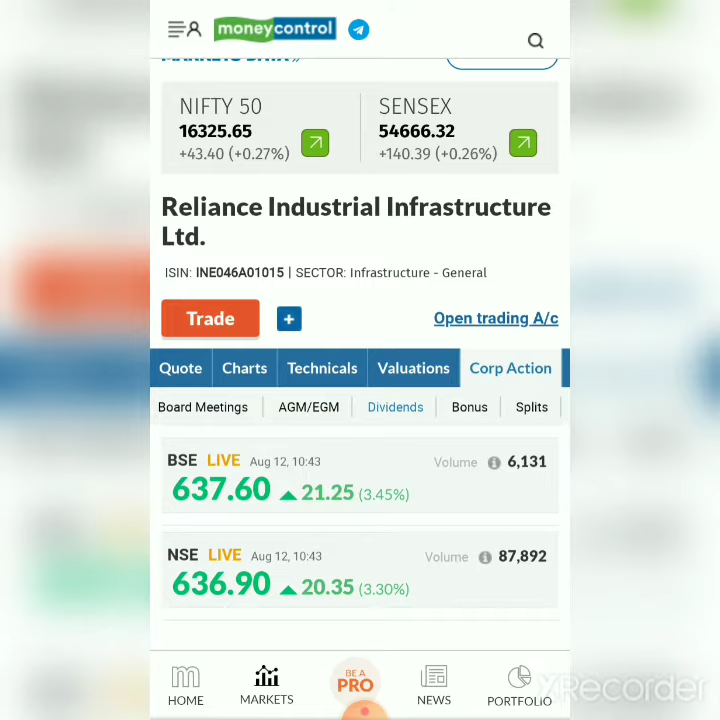 moneycontrol
MARKETS DATA
NIFTY 50
16325.65
+43.40 (+0.27%)
SENSEX
54666.32
+140.39 (+0.26%)
Reliance Industrial Infrastructure
Ltd.
ISIN: INE046A01015 | SECTOR: Infrastructure - General
Trade
+
Open trading A/c
Quote
Charts
Technicals
Valuations
Corp Action
Board Meetings
AGM/EGM
Dividends
Bonus
Splits
BSE LIVE Aug 12, 10:43
Volume 6,131
637.60 21.25 (3.45%)
NSE LIVE Aug 12, 10:43
Volume 87,892
636.90 20.35 (3.30%)
HOME
MARKETS
BE A
PRO
NEWS
PORTFOLIO
XRecorder